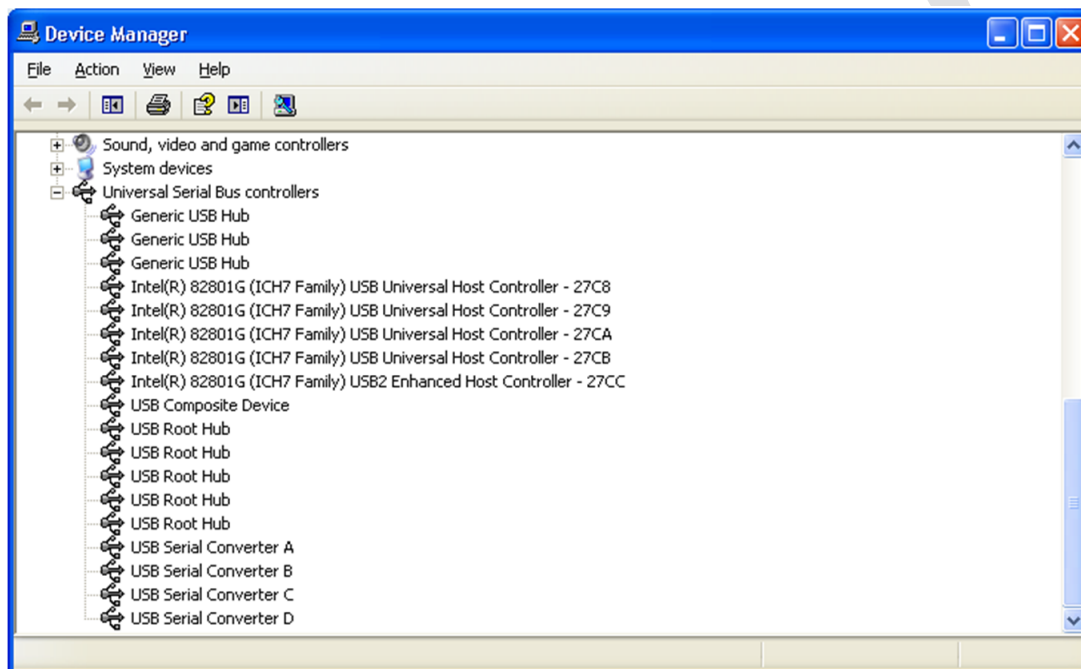 Device Manager
File Action View Help
Sound, video and game controllers
System devices
Universal Serial Bus controllers
Generic USB Hub
Generic USB Hub
Generic USB Hub
Intel(R) 82801G (ICH7 Family) USB Universal Host Controller - 27C8
Intel(R) 82801G (ICH7 Family) USB Universal Host Controller - 27C9
Intel(R) 82801G (ICH7 Family) USB Universal Host Controller - 27CA
Intel(R) 82801G (ICH7 Family) USB Universal Host Controller - 27CB
Intel(R) 82801G (ICH7 Family) USB2 Enhanced Host Controller - 27CC
USB Composite Device
USB Root Hub
USB Root Hub
USB Root Hub
USB Root Hub
USB Root Hub
USB Serial Converter A
USB Serial Converter B
USB Serial Converter C
USB Serial Converter D